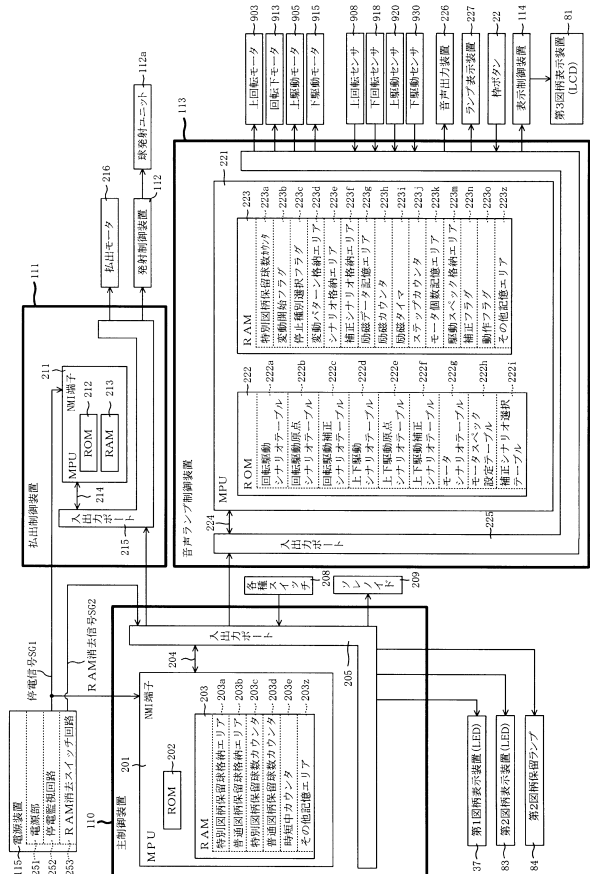 115
電源装置
251
電源部
252
停電監視回路
253
RAM消去スイッチ回路
停電信号SG1
RAM消去信号SG2
払出制御装置
111
211
MPU
NMI端子
ROM
212
RAM
213
214
入出力ポート
215
払出モータ
216
発射制御装置
112
球発射ユニット
112a
110
主制御装置
201
MPU
NMI端子
ROM
202
RAM
203
特別図柄保留球格納エリア
203a
普通図柄保留球格納エリア
203b
特別図柄保留球数カウンタ
203c
普通図柄保留球数カウンタ
203d
時短中カウンタ
203e
その他記憶エリア
203z
204
入出力ポート
205
各種スイッチ
208
ソレノイド
209
37
第1図柄表示装置(LED)
83
第2図柄表示装置(LED)
84
第2図柄保留ランプ
音声ランプ制御装置
113
MPU
221
224
入出力ポート
225
ROM
222
回転駆動シナリオテーブル
222a
回転駆動原点シナリオテーブル
222b
回転駆動補正シナリオテーブル
222c
上下駆動シナリオテーブル
222d
上下駆動原点シナリオテーブル
222e
上下駆動補正シナリオテーブル
222f
モータシナリオテーブル
222g
モータスペック設定テーブル
222h
補正シナリオ選択テーブル
222i
RAM
223
特別図柄保留球数カウンタ
223a
変動開始フラグ
223b
停止種別選択フラグ
223c
変動パターン格納エリア
223d
シナリオ格納エリア
223e
補正シナリオ格納エリア
223f
励磁データ記憶エリア
223g
励磁カウンタ
223h
励磁タイマ
223i
ステップカウンタ
223j
モータ個数記憶エリア
223k
駆動スペック格納エリア
223m
補正フラグ
223n
動作フラグ
223o
その他記憶エリア
223z
上回転モータ
903
回転下モータ
913
上駆動モータ
905
下駆動モータ
915
上回転センサ
908
下回転センサ
918
上駆動センサ
920
下駆動センサ
930
音声出力装置
226
ランプ表示装置
227
枠ボタン
22
表示制御装置
114
第3図柄表示装置(LCD)
81